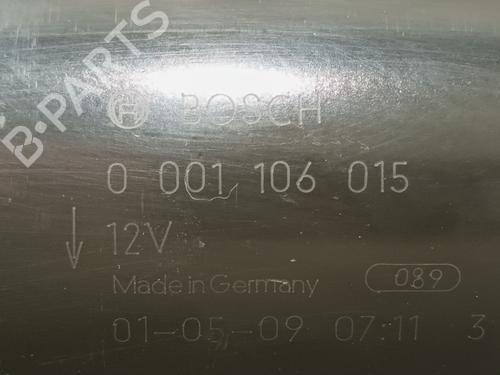 B-PARTS
BOSCH
0 001 106 015
12V
Made in Germany 089
01-05-09 07:11 3